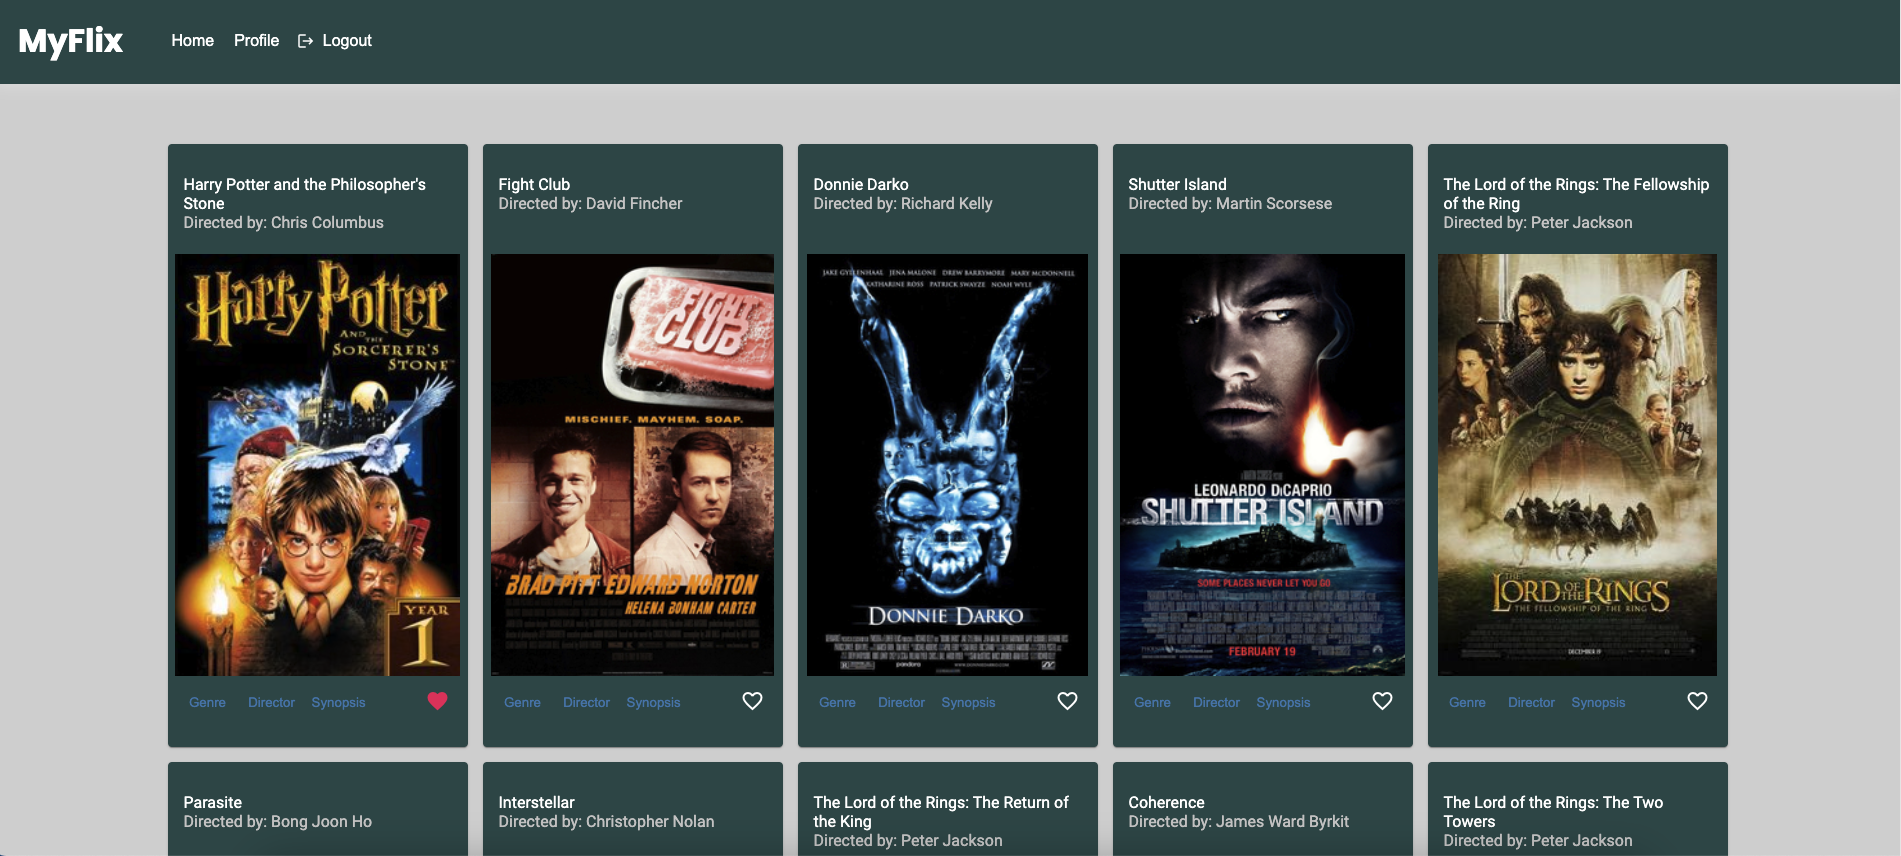 MyFlix
Home Profile Logout
Harry Potter and the Philosopher's
Stone
Directed by: Chris Columbus
Harry Potter
AND THE
SORCERER'S
STONE™
YEAR
1
Genre Director Synopsis
Fight Club
Directed by: David Fincher
FIGHT
CLUB
MISCHIEF. MAYHEM. SOAP.
BRAD PITT EDWARD NORTON
HELENA BONHAM CARTER
Genre Director Synopsis
Donnie Darko
Directed by: Richard Kelly
JAKE GYLLENHAAL JENA MALONE DREW BARRYMORE MARY MCDONNELL
KATHARINE ROSS PATRICK SWAYZE NOAH WYLE
DONNIE DARKO
pandora
WWW.DONNIEDARKO.COM
Genre Director Synopsis
Shutter Island
Directed by: Martin Scorsese
LEONARDO DiCAPRIO
SHUTTER ISLAND
SOME PLACES NEVER LET YOU GO.
FEBRUARY 19
Genre Director Synopsis
The Lord of the Rings: The Fellowship
of the Ring
Directed by: Peter Jackson
THE
LORD OF THE RINGS
THE FELLOWSHIP OF THE RING
DECEMBER 19
Genre Director Synopsis
Parasite
Directed by: Bong Joon Ho
Interstellar
Directed by: Christopher Nolan
The Lord of the Rings: The Return of
the King
Directed by: Peter Jackson
Coherence
Directed by: James Ward Byrkit
The Lord of the Rings: The Two
Towers
Directed by: Peter Jackson